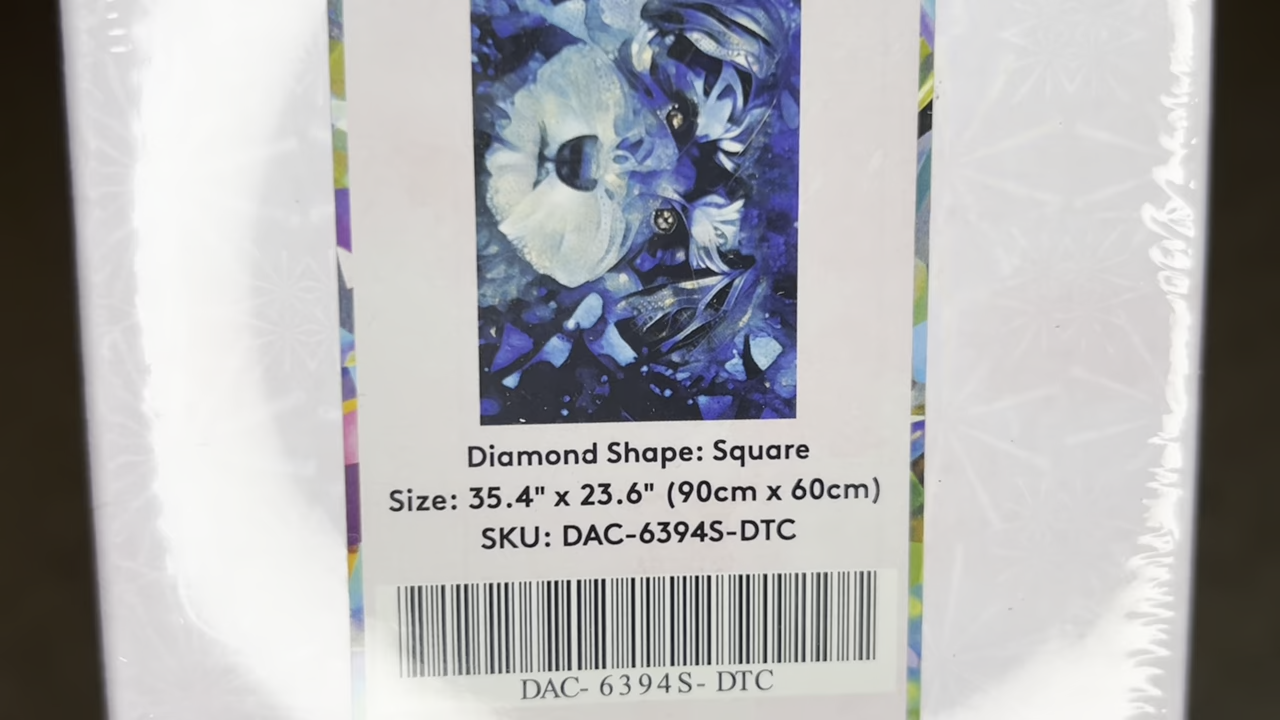 Diamond Shape: Square
Size: 35.4" x 23.6" (90cm x 60cm)
SKU: DAC-6394S-DTC
DAC- 6394S- DTC